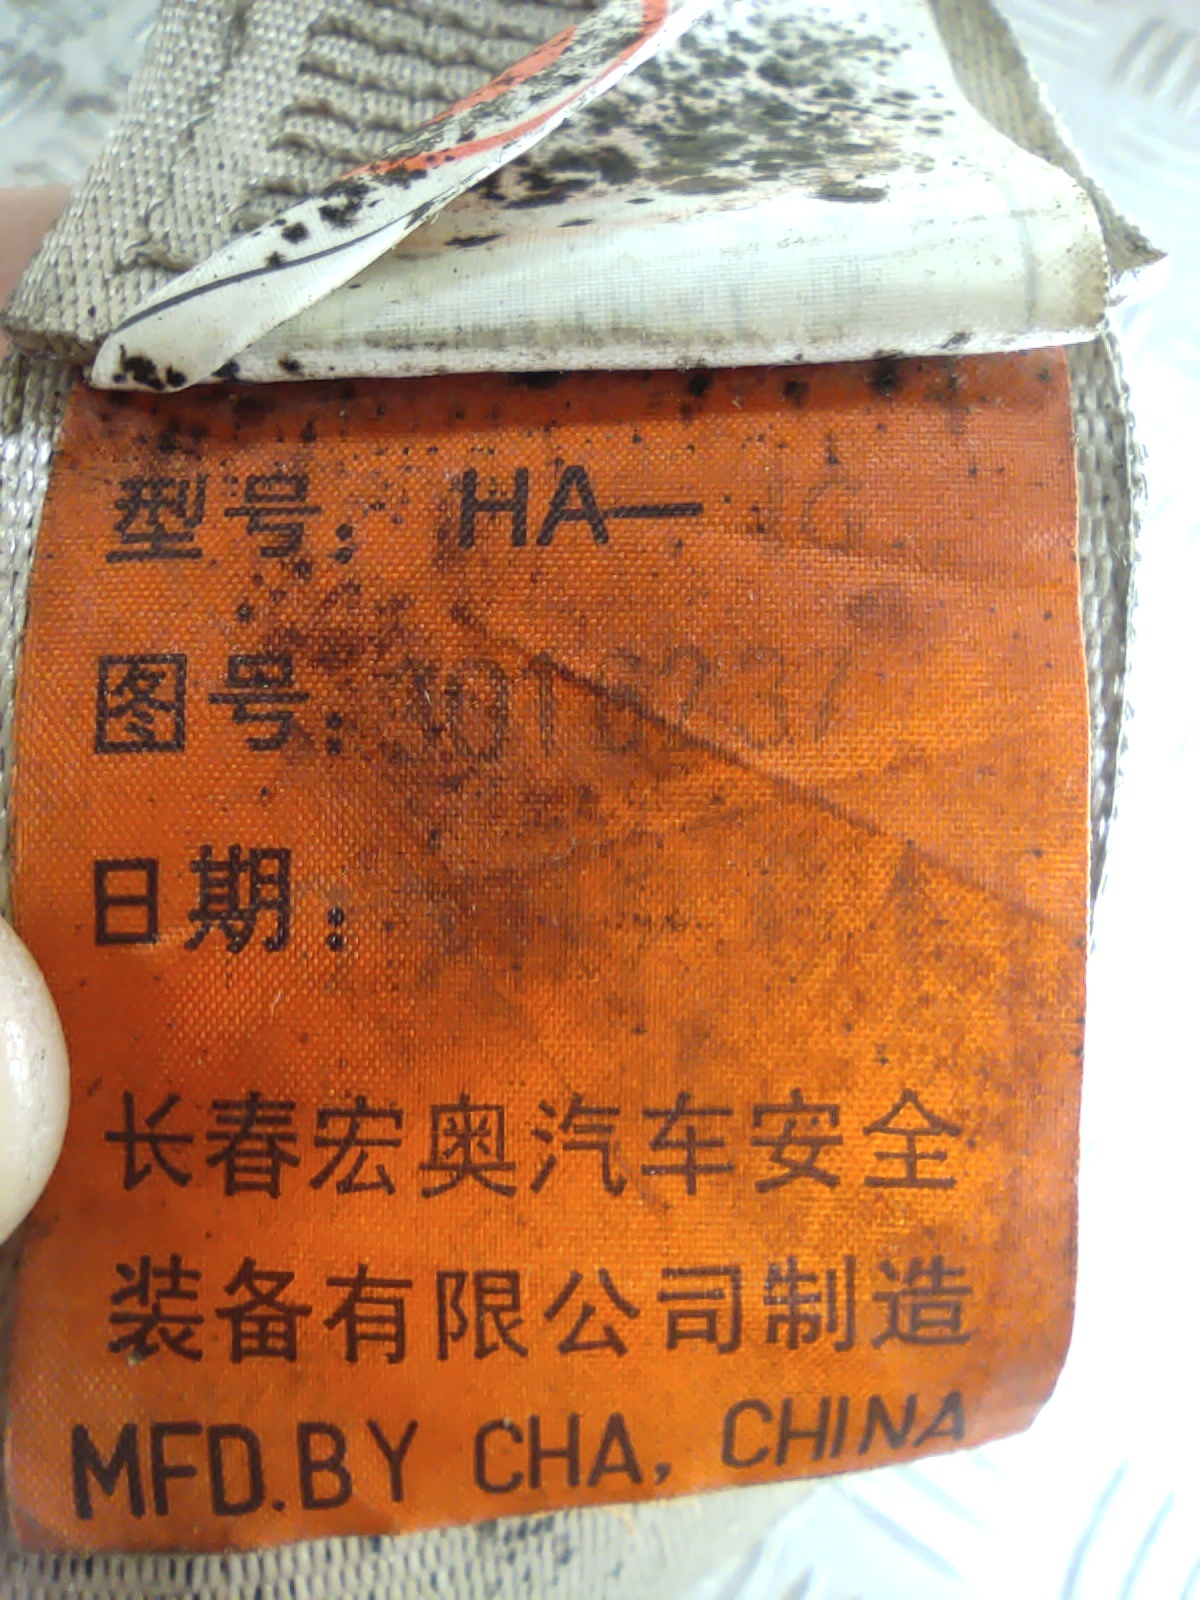 型号: HA—
图号:
日期:
长春宏奥汽车安全
装备有限公司制造
MFD.BY CHA, CHINA